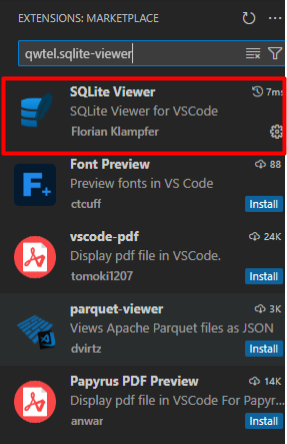 EXTENSIONS: MARKETPLACE
qwtel.sqlite-viewer
SQLite Viewer 7ms
SQLite Viewer for VSCode
Florian Klampfer
Font Preview 88
Preview fonts in VS Code
ctcuff Install
vscode-pdf 24K
Display pdf file in VSCode.
tomoki1207 Install
parquet-viewer 3K
Views Apache Parquet files as JSON
dvirtz Install
Papyrus PDF Preview 14K
Display pdf file in VSCode For Papyr...
anwar Install